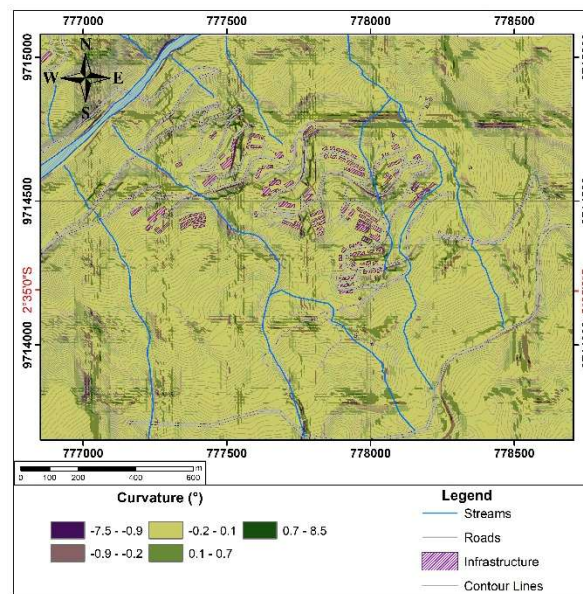 777000 777500 778000 778500
N
W E
S
9715000
9714500
2°35'0"S
9714000
777000 777500 778000 778500
0 100 200 400 600
m
Curvature (°)
-7.5 - -0.9
-0.2 - 0.1
0.7 - 8.5
-0.9 - -0.2
0.1 - 0.7
Legend
Streams
Roads
Infrastructure
Contour Lines